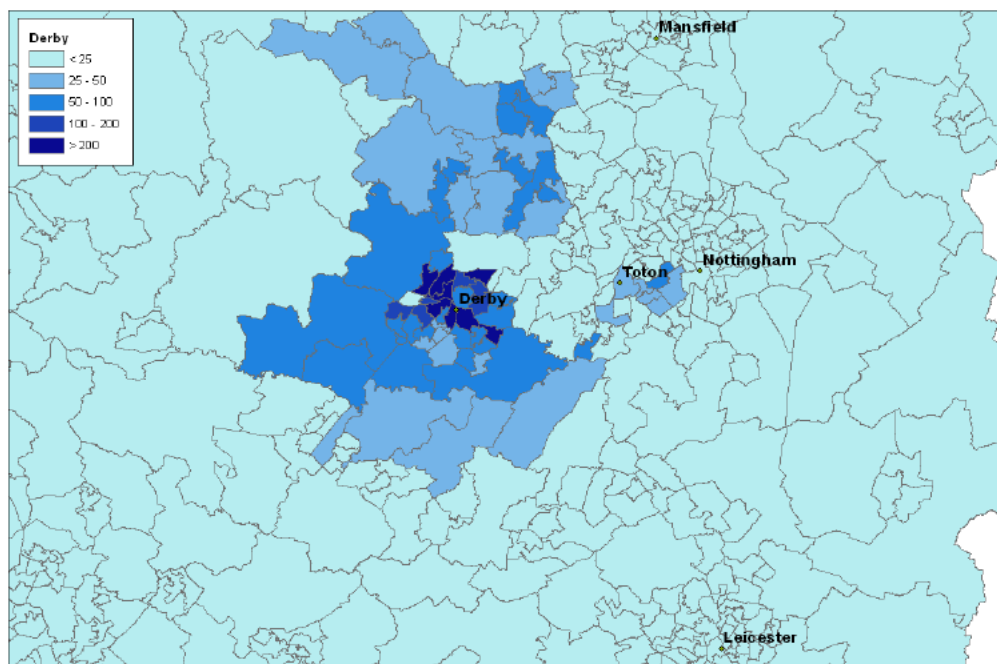 Derby
< 25
25 - 50
50 - 100
100 - 200
> 200
Mansfield
Nottingham
Toton
Derby
Leicester